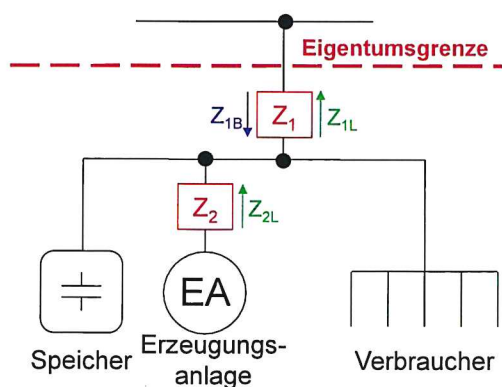 Eigentumsgrenze
Z1B Z1 Z1L
Z2 Z2L
EA
Speicher Erzeugungs-
anlage Verbraucher